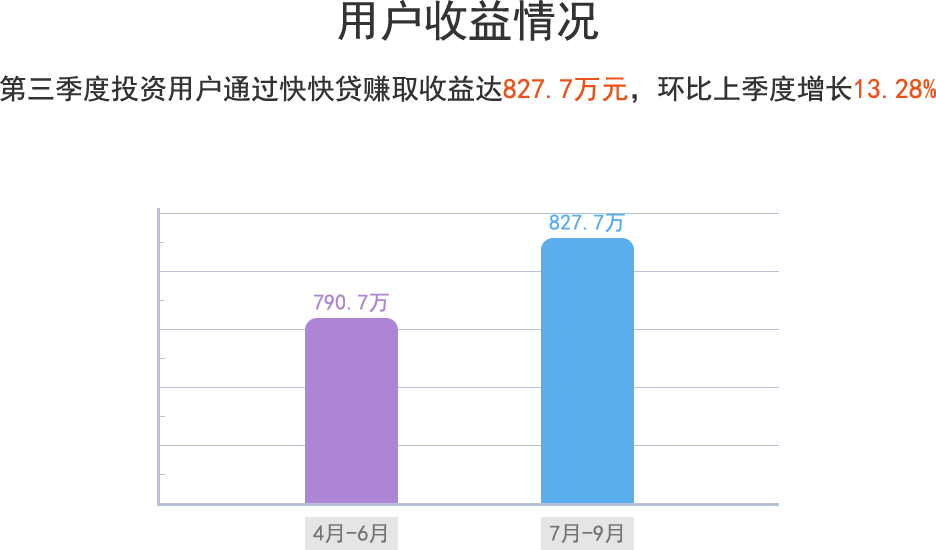 用户收益情况
第三季度投资用户通过快快贷赚取收益达827.7万元，环比上季度增长13.28%
827.7万
790.7万
4月-6月
7月-9月